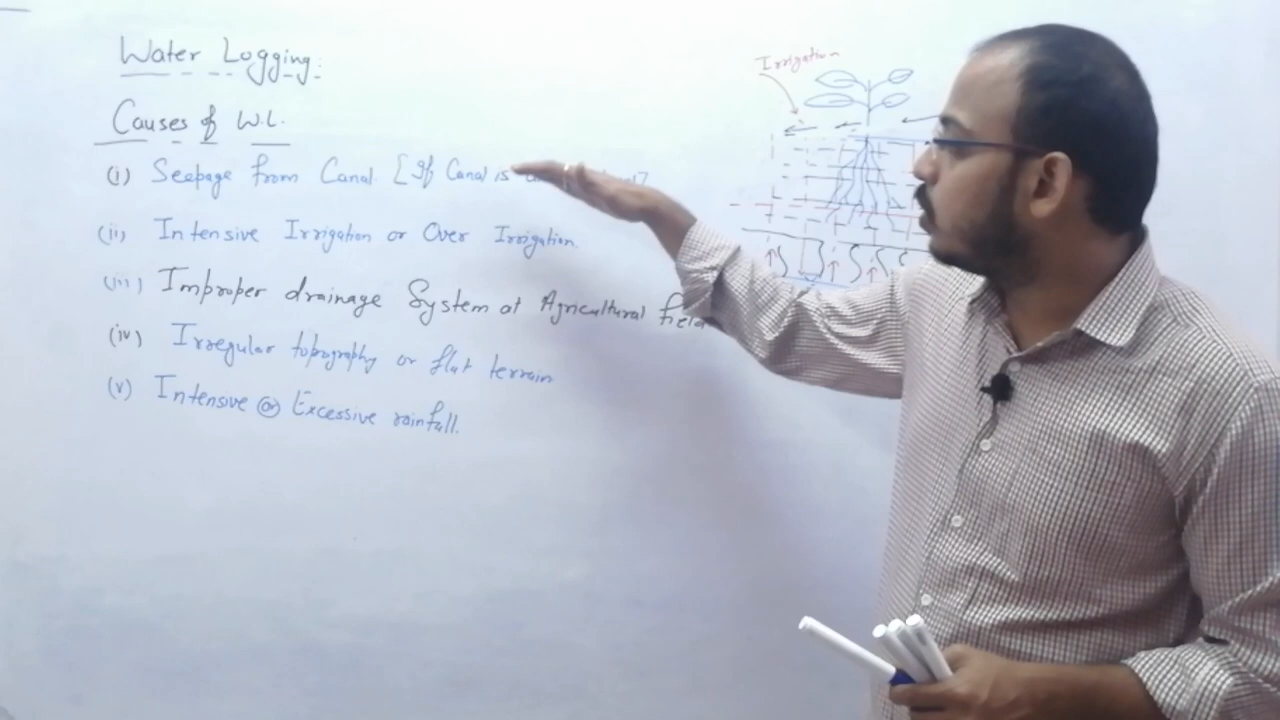 Water Logging:
Causes of W.L.
(i) Seepage from Canal. [If Canal is
(ii) Intensive Irrigation or Over Irrigation.
(iii) Improper drainage System at Agricultural field
(iv) Irregular topography or flat terrain
(v) Intensive or Excessive rainfall.
Irrigation